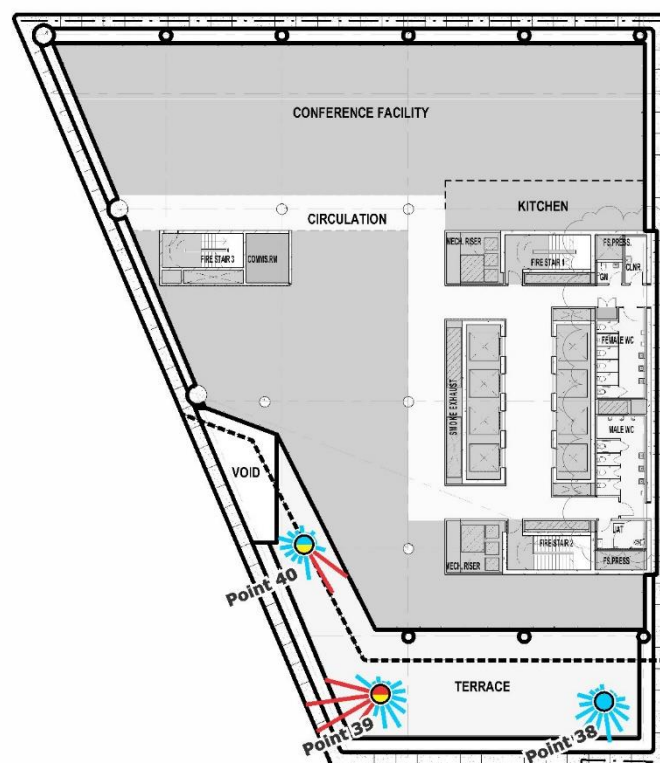 CONFERENCE FACILITY
KITCHEN
CIRCULATION
MECH. RISER
FIRE STAIR 1
FS.PRESS.
CLNR.
FIRE STAIR 3
COMMS.RM
FEMALE WC
SMOKE EXHAUST
MALE WC
VOID
UAT
FIRE STAIR 2
MECH. RISER
FS.PRESS
Point 40
TERRACE
Point 39
Point 38